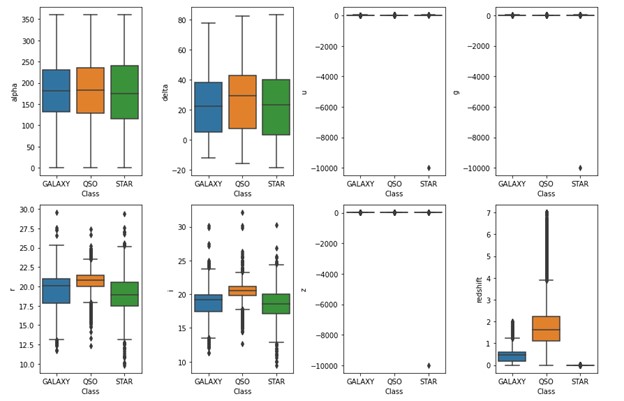 350
300
250
200
150
100
50
0
alpha
GALAXY QSO STAR
Class
80
60
40
20
0
−20
delta
GALAXY QSO STAR
Class
0
−2000
−4000
−6000
−8000
−10000
u
GALAXY QSO STAR
Class
0
−2000
−4000
−6000
−8000
−10000
g
GALAXY QSO STAR
Class
30.0
27.5
25.0
22.5
20.0
17.5
15.0
12.5
10.0
r
GALAXY QSO STAR
Class
30
25
20
15
10
i
GALAXY QSO STAR
Class
0
−2000
−4000
−6000
−8000
−10000
z
GALAXY QSO STAR
Class
7
6
5
4
3
2
1
0
redshift
GALAXY QSO STAR
Class